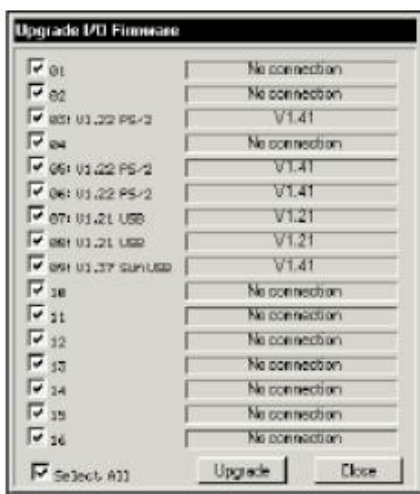 Upgrade I/O Firmware
01 No connection
02 No connection
03: V1.22 PS/2 V1.41
04 No connection
05: V1.22 PS/2 V1.41
06: V1.22 PS/2 V1.41
07: V1.21 USB V1.21
08: V1.21 USB V1.21
09: V1.37 SunUSB V1.41
10 No connection
11 No connection
12 No connection
13 No connection
14 No connection
15 No connection
16 No connection
Select All Upgrade Close